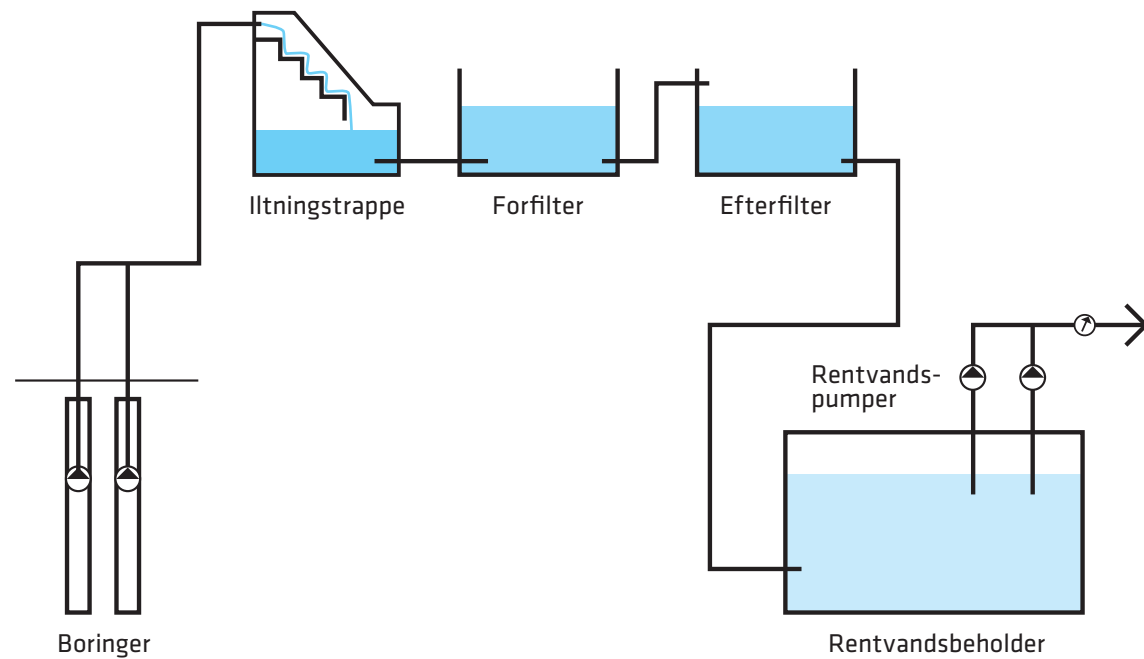 Iltningstrappe
Forfilter
Efterfilter
Rentvands-
pumper
Boringer
Rentvandsbeholder